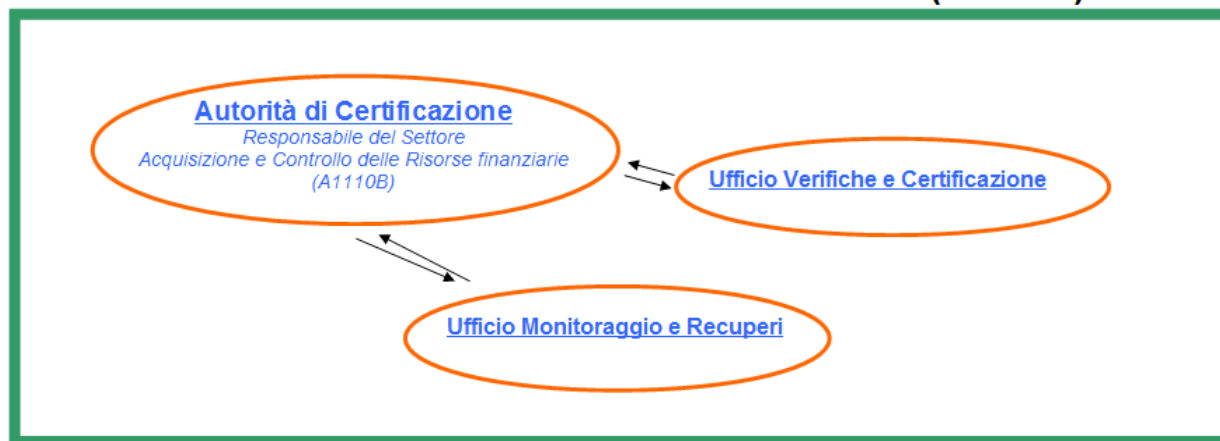 Autorità di Certificazione
Responsabile del Settore
Acquisizione e Controllo delle Risorse finanziarie
(A1110B)
Ufficio Verifiche e Certificazione
Ufficio Monitoraggio e Recuperi